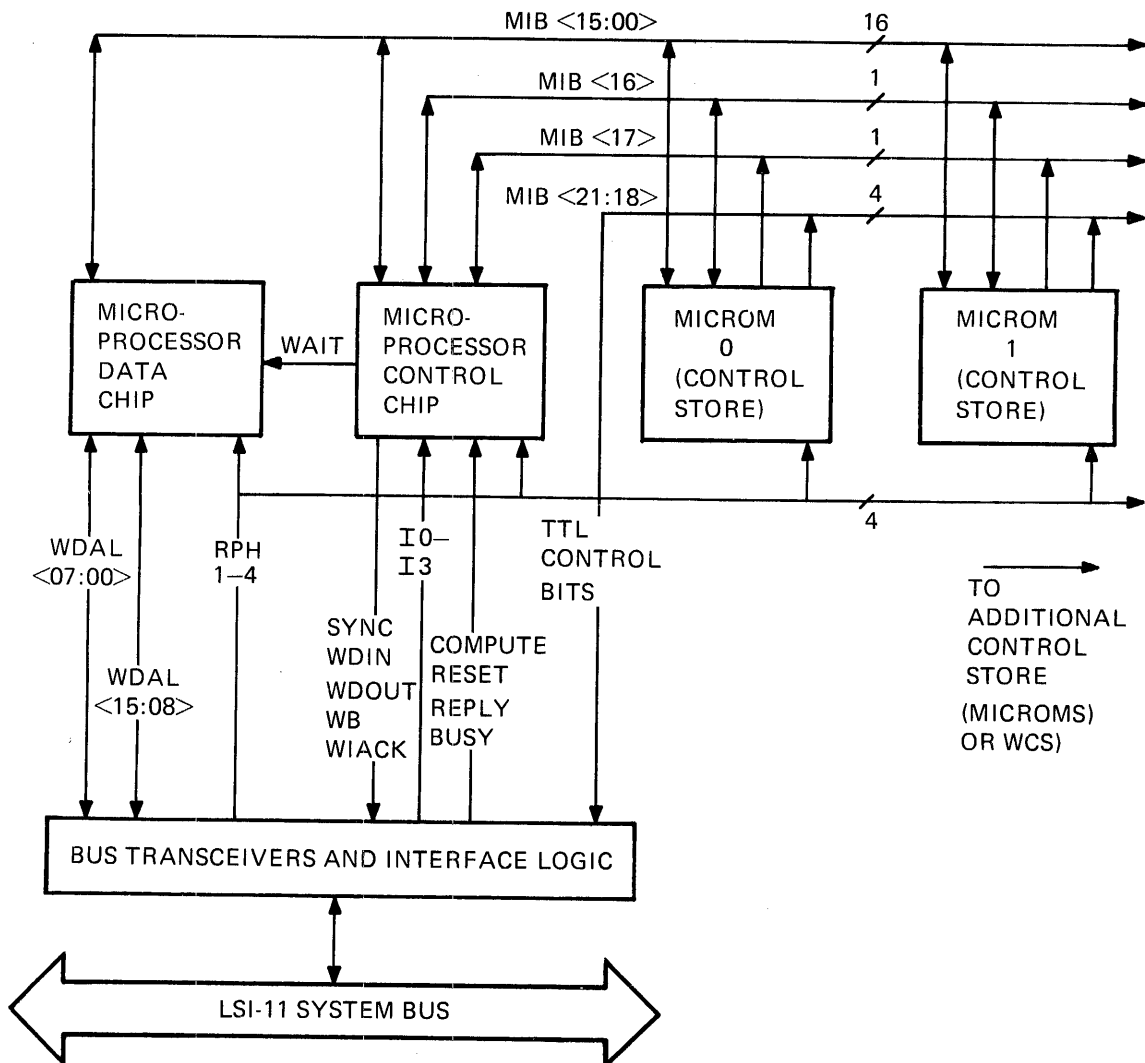 MIB <15:00>
16
MIB <16>
1
MIB <17>
1
MIB <21:18>
4
MICRO-
PROCESSOR
DATA
CHIP
WAIT
MICRO-
PROCESSOR
CONTROL
CHIP
MICROM
0
(CONTROL
STORE)
MICROM
1
(CONTROL
STORE)
4
WDAL
<07:00>
WDAL
<15:08>
RPH
1–4
SYNC
WDIN
WDOUT
WB
WIACK
I0–
I3
COMPUTE
RESET
REPLY
BUSY
TTL
CONTROL
BITS
TO
ADDITIONAL
CONTROL
STORE
(MICROMS)
OR WCS)
BUS TRANSCEIVERS AND INTERFACE LOGIC
LSI-11 SYSTEM BUS